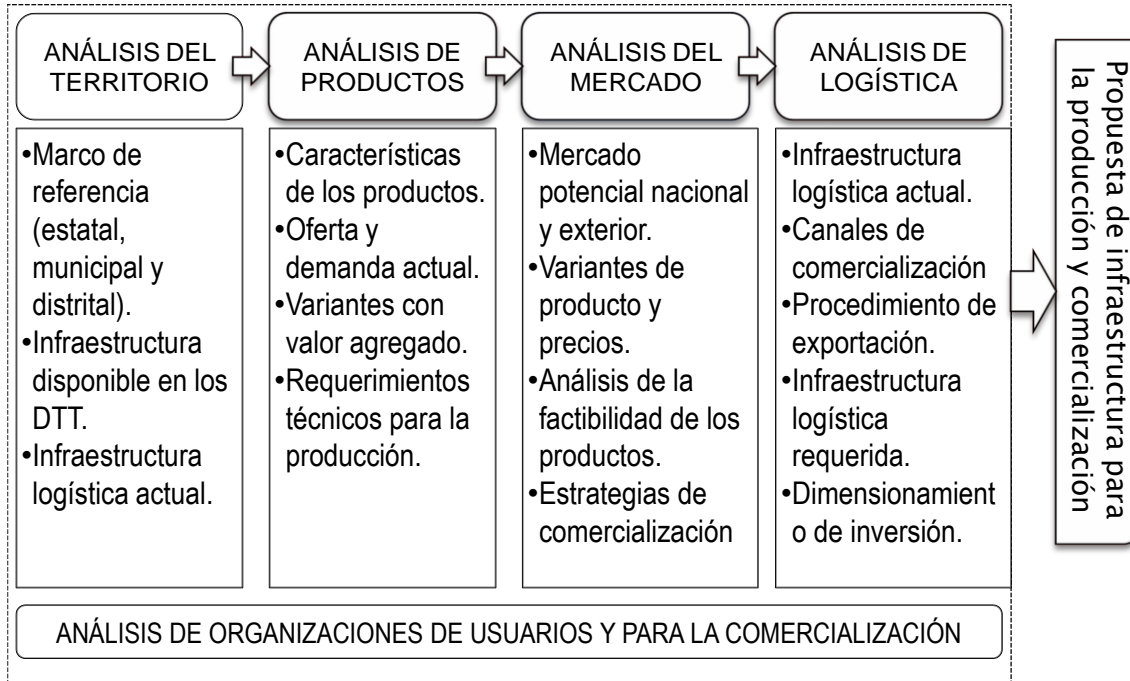 ANÁLISIS DEL
TERRITORIO
ANÁLISIS DE
PRODUCTOS
ANÁLISIS DEL
MERCADO
ANÁLISIS DE
LOGÍSTICA
•Marco de
referencia
(estatal,
municipal y
distrital).
•Infraestructura
disponible en los
DTT.
•Infraestructura
logística actual.
•Características
de los productos.
•Oferta y
demanda actual.
•Variantes con
valor agregado.
•Requerimientos
técnicos para la
producción.
•Mercado
potencial nacional
y exterior.
•Variantes de
producto y
precios.
•Análisis de la
factibilidad de los
productos.
•Estrategias de
comercialización
•Infraestructura
logística actual.
•Canales de
comercialización
•Procedimiento de
exportación.
•Infraestructura
logística
requerida.
•Dimensionamient
o de inversión.
Propuesta de infraestructura para
la producción y comercialización
ANÁLISIS DE ORGANIZACIONES DE USUARIOS Y PARA LA COMERCIALIZACIÓN